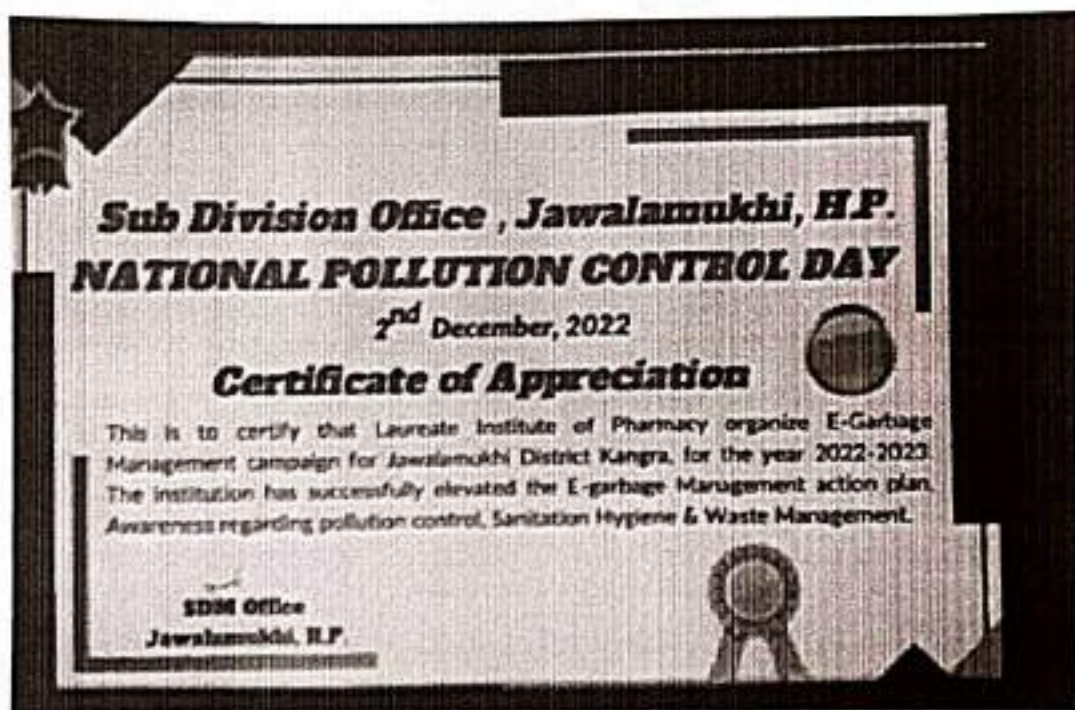 Sub Division Office , Jawalamukhi, H.P.
NATIONAL POLLUTION CONTROL DAY
2nd December, 2022
Certificate of Appreciation
This is to certify that Laureate Institute of Pharmacy organize E-Garbage
Management campaign for Jawalamukhi District Kangra, for the year 2022-2023.
The institution has successfully elevated the E-garbage Management action plan,
Awareness regarding pollution control, Sanitation Hygiene & Waste Management.
SDM Office
Jawalamukhi, H.P.